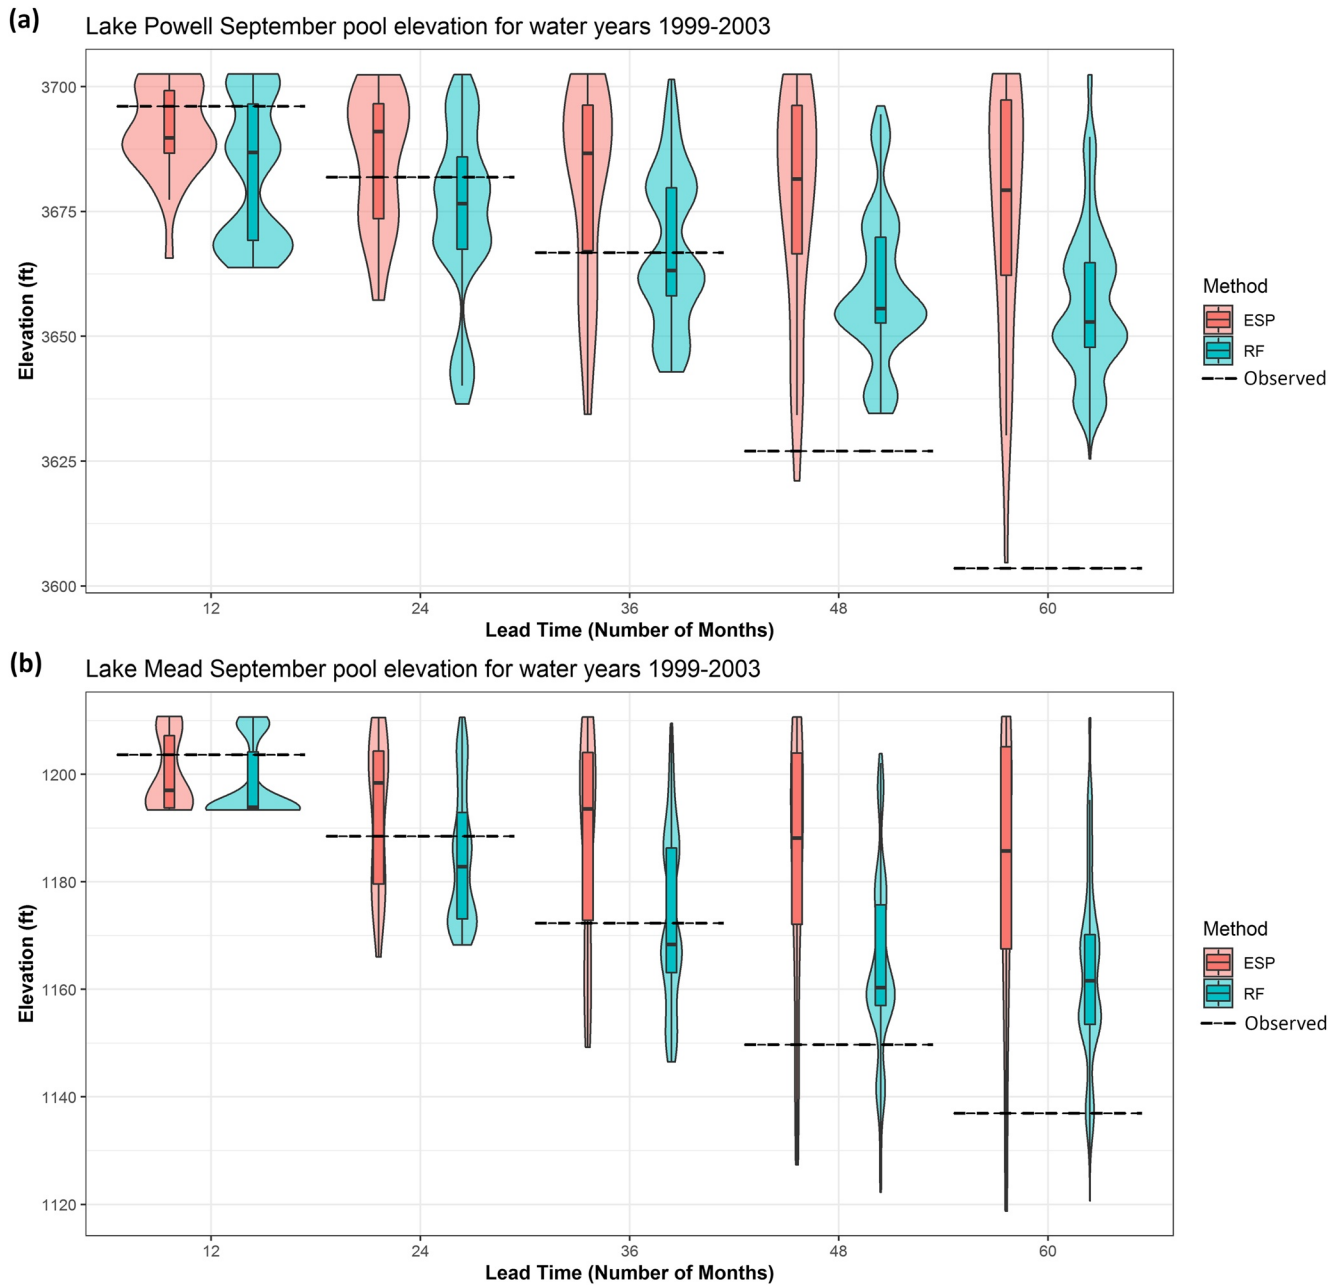 (a)
Lake Powell September pool elevation for water years 1999-2003
Elevation (ft)
3700
3675
3650
3625
3600
12 24 36 48 60
Lead Time (Number of Months)
Method
ESP
RF
Observed
(b)
Lake Mead September pool elevation for water years 1999-2003
Elevation (ft)
1200
1180
1160
1140
1120
12 24 36 48 60
Lead Time (Number of Months)
Method
ESP
RF
Observed